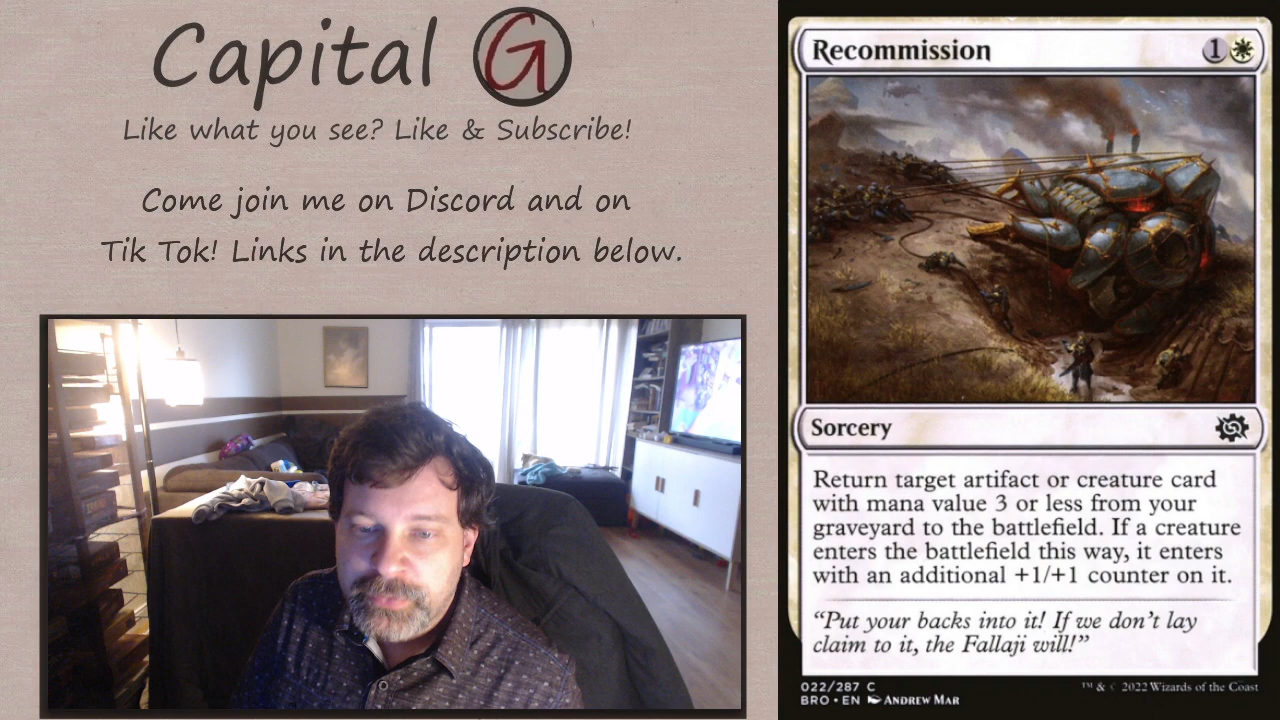 Capital G
Like what you see? Like & Subscribe!
Come join me on Discord and on
Tik Tok! Links in the description below.
Recommission
1
Sorcery
Return target artifact or creature card
with mana value 3 or less from your
graveyard to the battlefield. If a creature
enters the battlefield this way, it enters
with an additional +1/+1 counter on it.
“Put your backs into it! If we don’t lay
claim to it, the Fallaji will!”
022/287 C
BRO • EN Andrew Mar
™ & © 2022 Wizards of the Coast